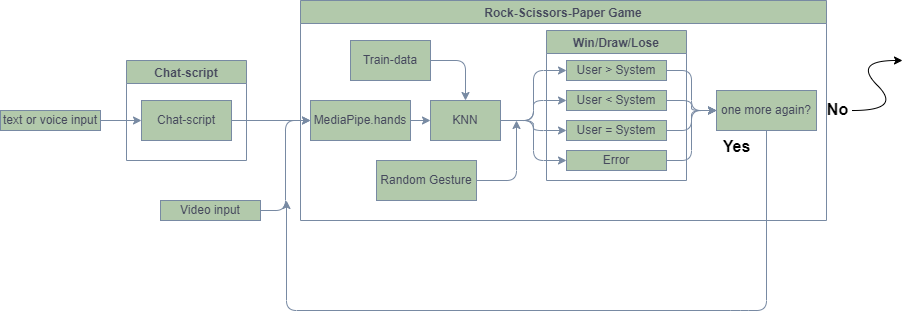 Rock-Scissors-Paper Game
Win/Draw/Lose
Train-data
User > System
Chat-script
User < System
one more again?
No
text or voice input
Chat-script
MediaPipe.hands
KNN
User = System
Yes
Error
Random Gesture
Video input